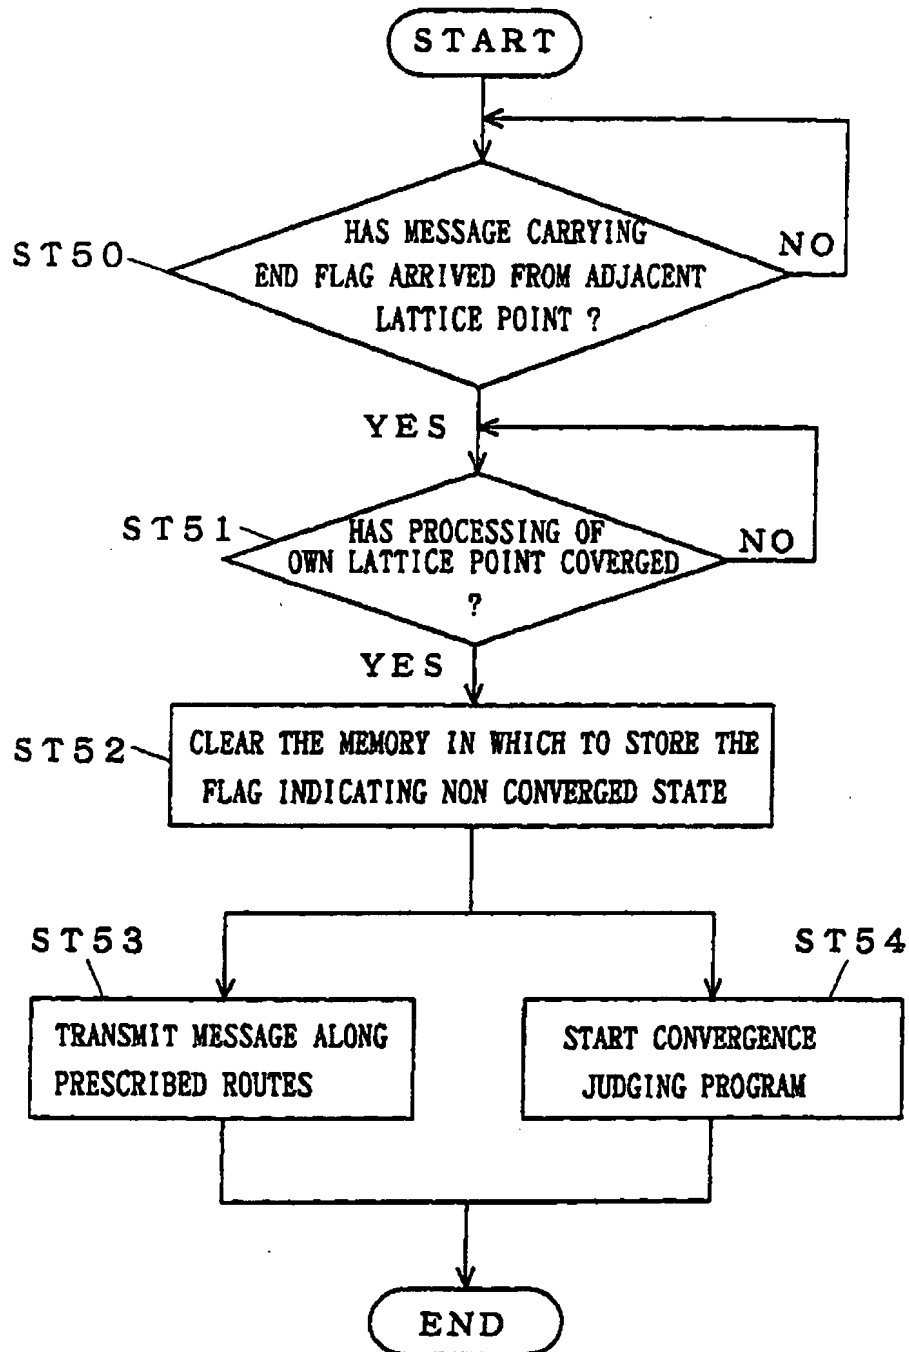 START
HAS MESSAGE CARRYING
END FLAG ARRIVED FROM ADJACENT
LATTICE POINT ?
NO
ST50
YES
HAS PROCESSING OF
OWN LATTICE POINT COVERGED
?
NO
ST51
YES
CLEAR THE MEMORY IN WHICH TO STORE THE
FLAG INDICATING NON CONVERGED STATE
ST52
ST53
TRANSMIT MESSAGE ALONG
PRESCRIBED ROUTES
ST54
START CONVERGENCE
JUDGING PROGRAM
END